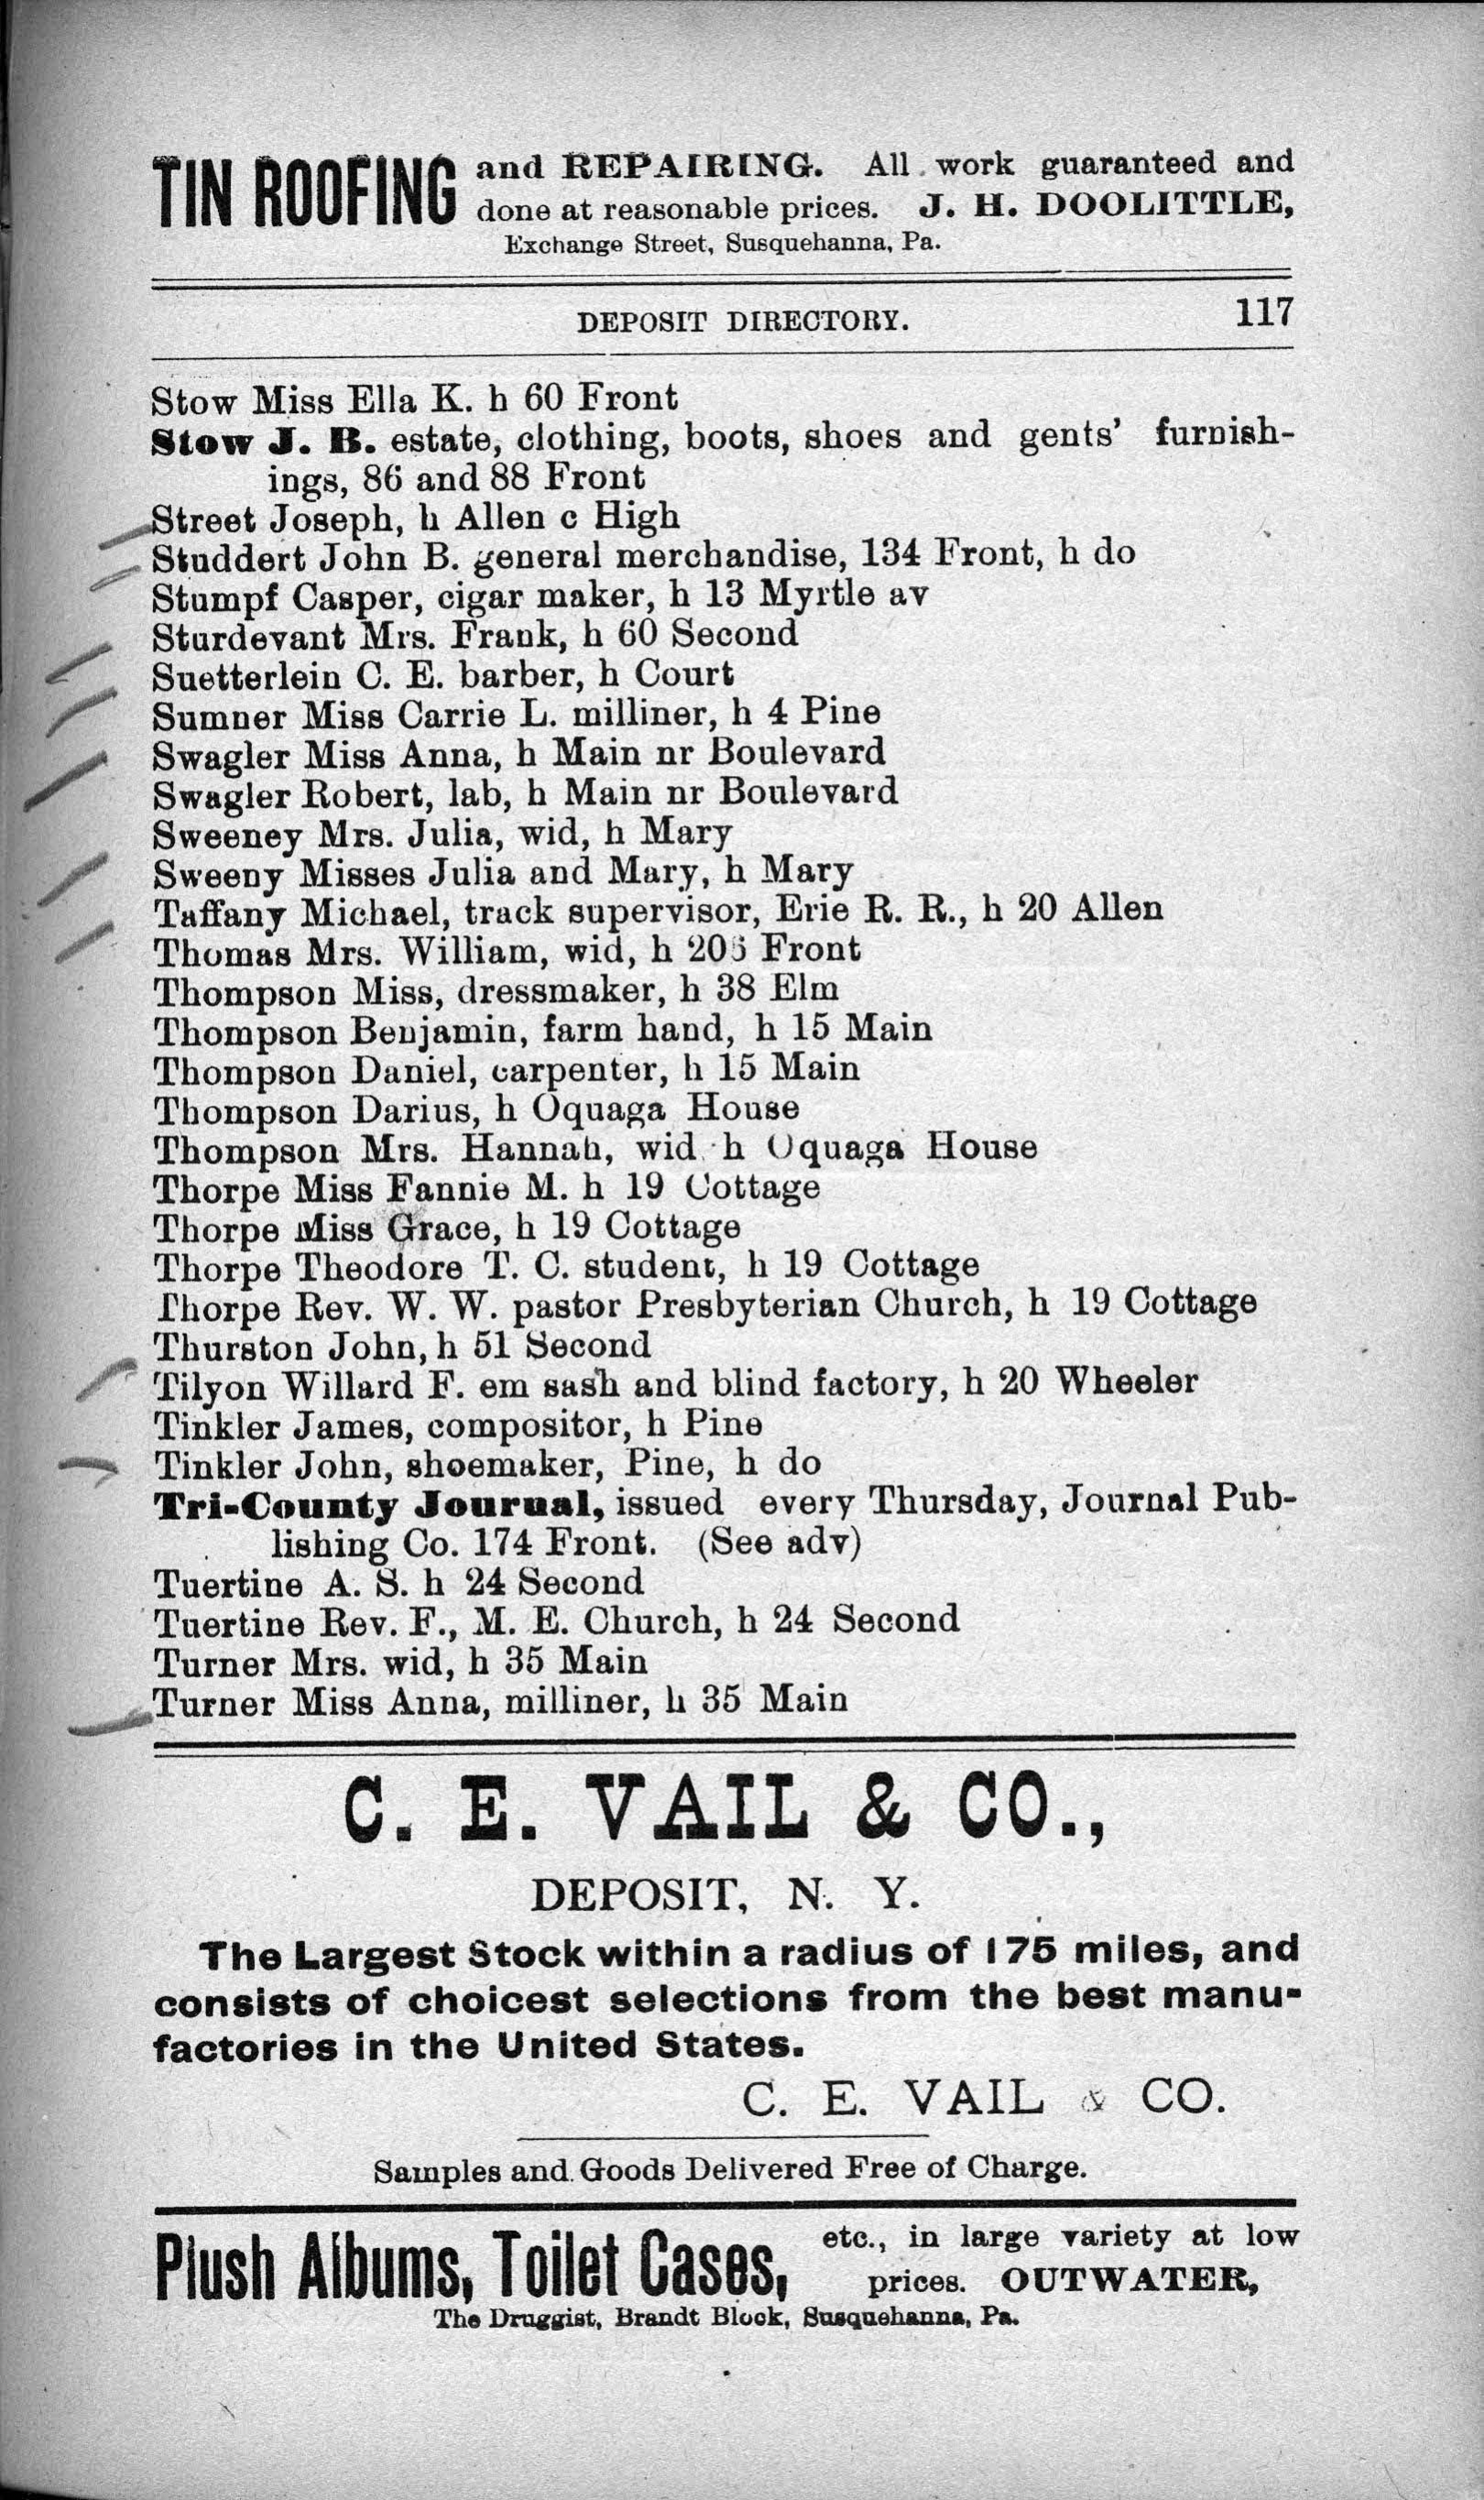 TIN ROOFING and REPAIRING. All work guaranteed and
done at reasonable prices. J. H. DOOLITTLE,
Exchange Street, Susquehanna, Pa.
DEPOSIT DIRECTORY. 117
Stow Miss Ella K. h 60 Front
Stow J. B. estate, clothing, boots, shoes and gents' furnish-
ings, 86 and 88 Front
Street Joseph, h Allen c High
Studdert John B. general merchandise, 134 Front, h do
Stumpf Casper, cigar maker, h 13 Myrtle av
Sturdevant Mrs. Frank, h 60 Second
Suetterlein C. E. barber, h Court
Sumner Miss Carrie L. milliner, h 4 Pine
Swagler Miss Anna, h Main nr Boulevard
Swagler Robert, lab, h Main nr Boulevard
Sweeney Mrs. Julia, wid, h Mary
Sweeny Misses Julia and Mary, h Mary
Taffany Michael, track supervisor, Erie R. R., h 20 Allen
Thomas Mrs. William, wid, h Front
Thompson Miss, dressmaker, h 38 Elm
Thompson Benjamin, farm hand, h 15 Main
Thompson Daniel, carpenter, h 15 Main
Thompson Darius, h Oquaga House
Thompson Mrs. Hannah, wid h Oquaga House
Thorpe Miss Fannie M. h 19 Cottage
Thorpe Miss Grace, h 19 Cottage
Thorpe Theodore T. C. student, h 19 Cottage
Thorpe Rev. W. W. pastor Presbyterian Church, h 19 Cottage
Thurston John, h 51 Second
Tilyon Willard F. em sash and blind factory, h 20 Wheeler
Tinkler James, compositor, h Pine
Tinkler John, shoemaker, Pine, h do
Tri-County Journal, issued every Thursday, Journal Pub-
lishing Co. 174 Front. (See adv)
Tuertine A. S. h 24 Second
Tuertine Rev. F., M. E. Church, h 24 Second
Turner Mrs. wid, h 35 Main
Turner Miss Anna, milliner, h 35 Main
C. E. VAIL & CO.,
DEPOSIT, N. Y.
The Largest Stock within a radius of 175 miles, and
consists of choicest selections from the best manu-
factories in the United States.
C. E. VAIL & CO.
Samples and Goods Delivered Free of Charge.
Plush Albums, Toilet Cases, etc., in large variety at low
prices. OUTWATER,
The Druggist, Brandt Block, Susquehanna, Pa.